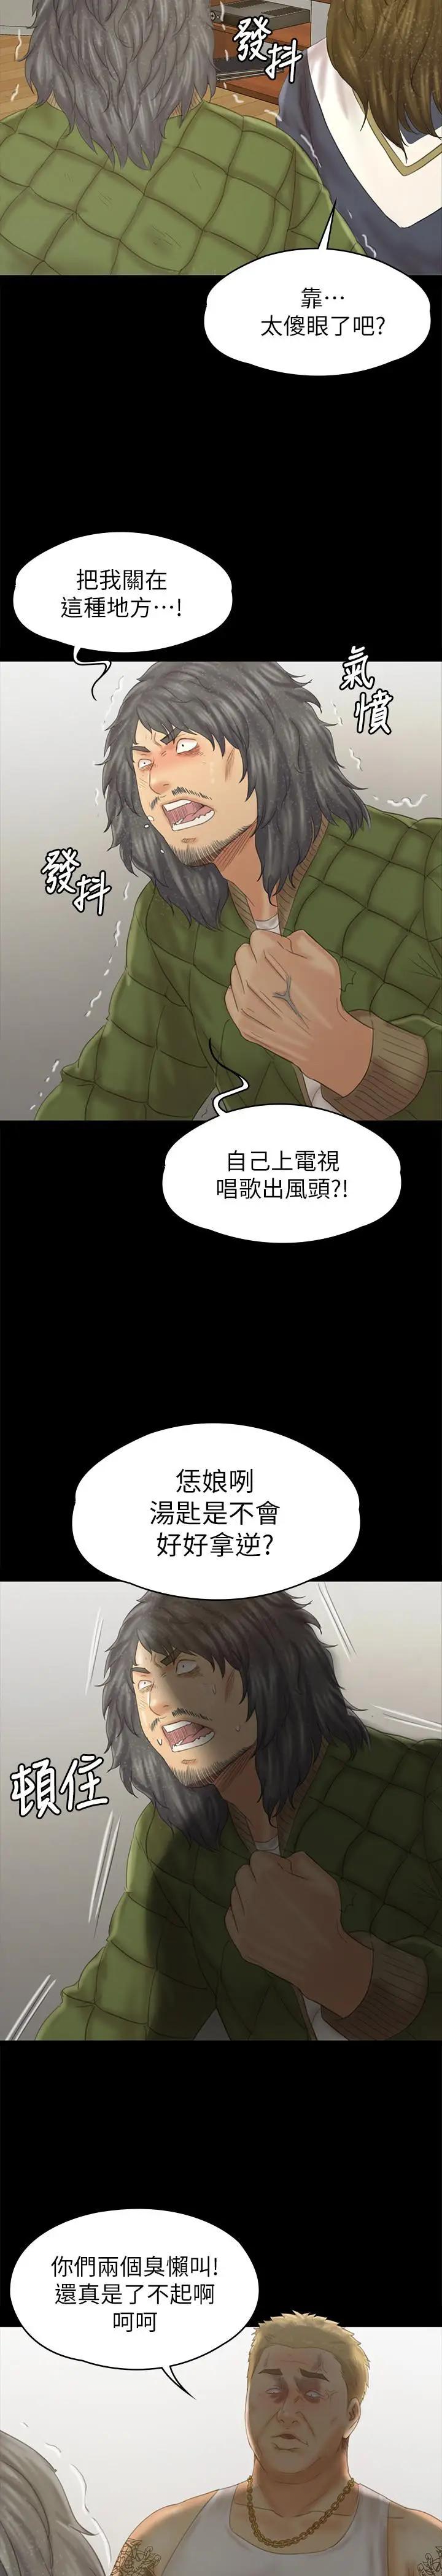 發抖
靠…
太傻眼了吧?
把我關在
這種地方…!
氣憤
發抖
自己上電視
唱歌出風頭?!
恁娘咧
湯匙是不會
好好拿逆?
頓住
你們兩個臭懶叫!
還真是了不起啊
呵呵